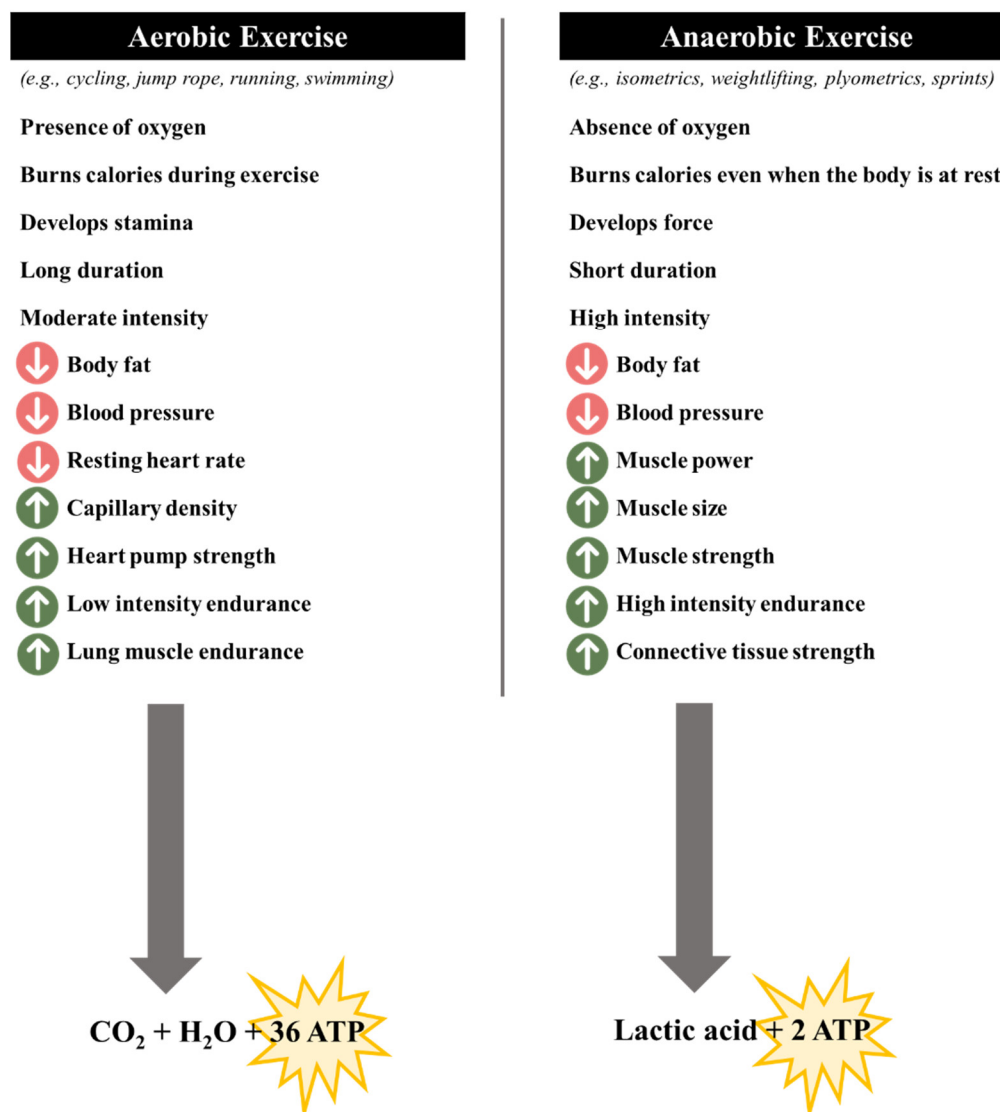 Aerobic Exercise
(e.g., cycling, jump rope, running, swimming)
Presence of oxygen
Burns calories during exercise
Develops stamina
Long duration
Moderate intensity
Body fat
Blood pressure
Resting heart rate
Capillary density
Heart pump strength
Low intensity endurance
Lung muscle endurance
CO₂ + H₂O + 36 ATP
Anaerobic Exercise
(e.g., isometrics, weightlifting, plyometrics, sprints)
Absence of oxygen
Burns calories even when the body is at rest
Develops force
Short duration
High intensity
Body fat
Blood pressure
Muscle power
Muscle size
Muscle strength
High intensity endurance
Connective tissue strength
Lactic acid + 2 ATP